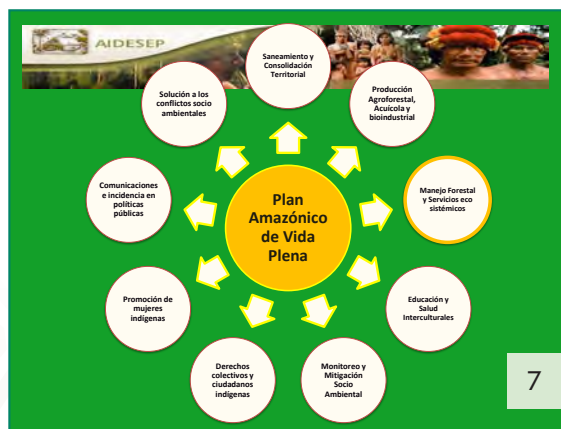 AIDESEP
Saneamiento y
Consolidación
Territorial
Producción
Agroforestal,
Acuícola y
bioindustrial
Manejo Forestal
y Servicios eco
sistémicos
Educación y
Salud
Interculturales
Monitoreo y
Mitigación
Socio
Ambiental
Derechos
colectivos y
ciudadanos
indígenas
Promoción de
mujeres
indígenas
Comunicaciones
e incidencia en
políticas
públicas
Solución a los
conflictos socio
ambientales
Plan
Amazónico
de Vida
Plena
7